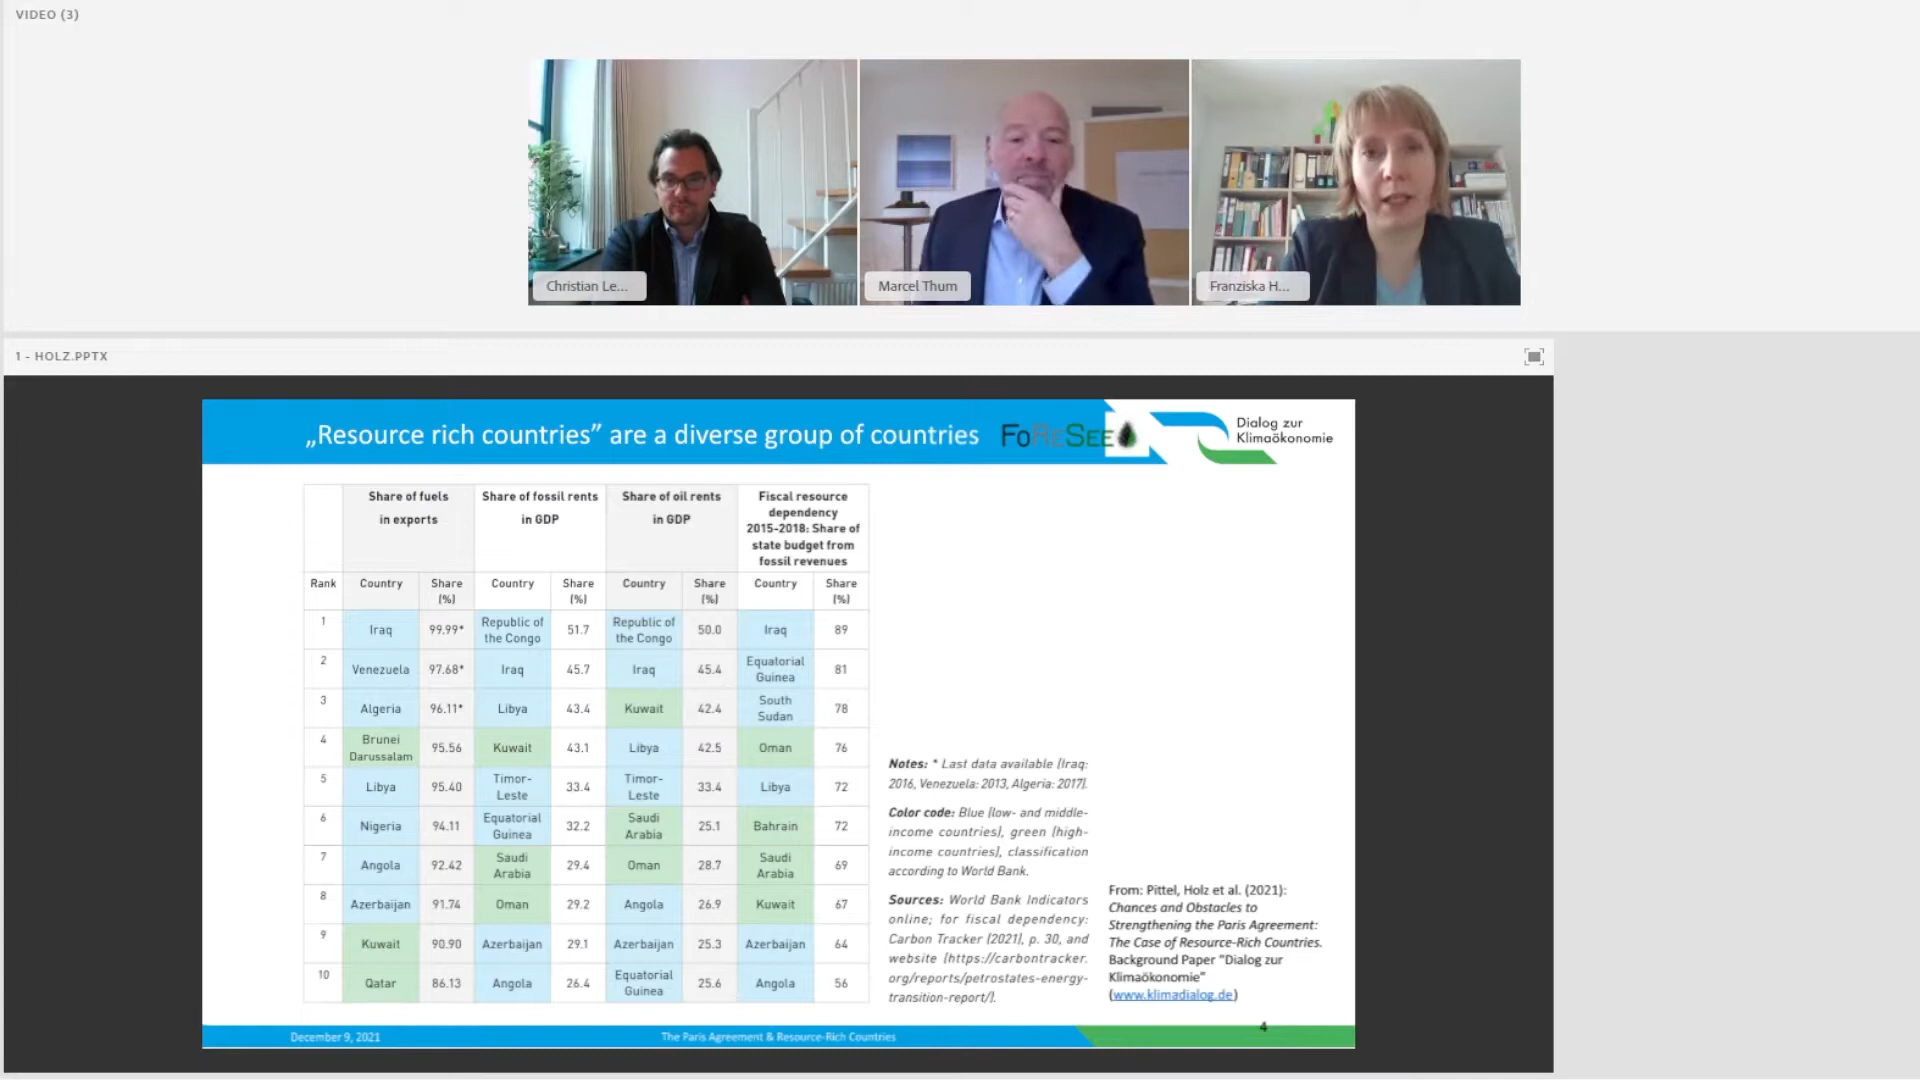 VIDEO (3)
Christian Le...
Marcel Thum
Franziska H...
1 - HOLZ.PPTX
„Resource rich countries” are a diverse group of countries
FoReSee
Dialog zur
Klimaökonomie
Share of fuels
in exports
Share of fossil rents
in GDP
Share of oil rents
in GDP
Fiscal resource
dependency
2015-2018: Share of
state budget from
fossil revenues
Rank Country Share (%) Country Share (%) Country Share (%) Country Share (%)
1 Iraq 99.99* Republic of the Congo 51.7 Republic of the Congo 50.0 Iraq 89
2 Venezuela 97.68* Iraq 45.7 Iraq 45.4 Equatorial Guinea 81
3 Algeria 96.11* Libya 43.4 Kuwait 42.4 South Sudan 78
4 Brunei Darussalam 95.56 Kuwait 43.1 Libya 42.5 Oman 76
5 Libya 95.40 Timor-Leste 33.4 Timor-Leste 33.4 Libya 72
6 Nigeria 94.11 Equatorial Guinea 32.2 Saudi Arabia 25.1 Bahrain 72
7 Angola 92.42 Saudi Arabia 29.4 Oman 28.7 Saudi Arabia 69
8 Azerbaijan 91.74 Oman 29.2 Angola 26.9 Kuwait 67
9 Kuwait 90.90 Azerbaijan 29.1 Azerbaijan 25.3 Azerbaijan 64
10 Qatar 86.13 Angola 26.4 Equatorial Guinea 25.6 Angola 56
Notes: * Last data available (Iraq:
2016, Venezuela: 2013, Algeria: 2017).
Color code: Blue (low- and middle-
income countries), green (high-
income countries), classification
according to World Bank.
Sources: World Bank Indicators
online; for fiscal dependency:
Carbon Tracker (2021), p. 30, and
website (https://carbontracker.
org/reports/petrostates-energy-
transition-report/).
From: Pittel, Holz et al. (2021):
Chances and Obstacles to
Strengthening the Paris Agreement:
The Case of Resource-Rich Countries.
Background Paper “Dialog zur
Klimaökonomie”
(www.klimadialog.de)
4
December 9, 2021
The Paris Agreement & Resource-Rich Countries